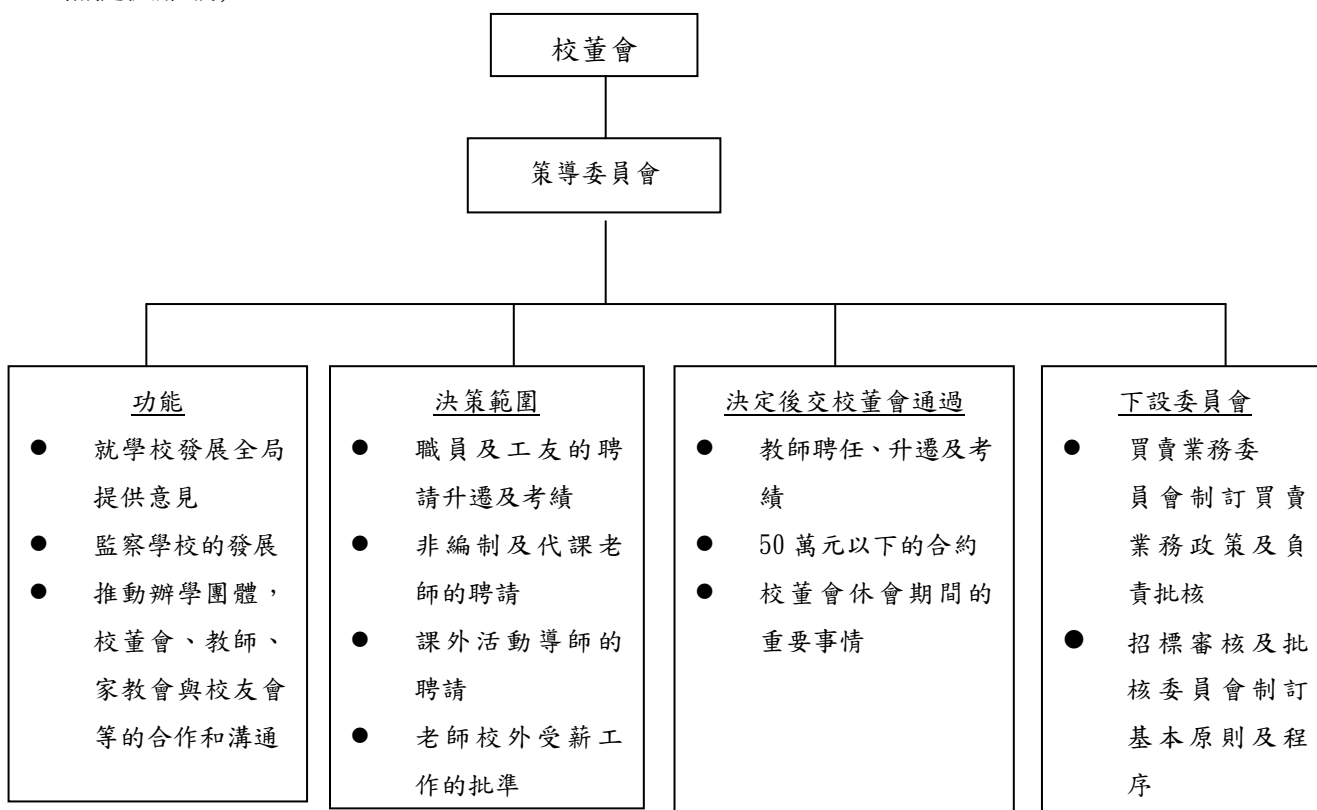 校董會
策導委員會
功能
● 就學校發展全局
提供意見
● 監察學校的發展
● 推動辦學團體，
校董會、教師、
家教會與校友會
等的合作和溝通
決策範圍
● 職員及工友的聘
請升遷及考績
● 非編制及代課老
師的聘請
● 課外活動導師的
聘請
● 老師校外受薪工
作的批準
決定後交校董會通過
● 教師聘任、升遷及考
績
● 50 萬元以下的合約
● 校董會休會期間的
重要事情
下設委員會
● 買賣業務委
員會制訂買賣
業務政策及負
責批核
● 招標審核及批
核委員會制訂
基本原則及程
序